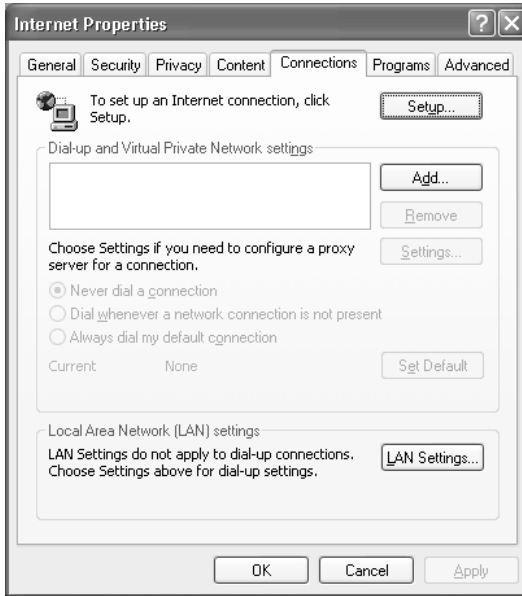 Internet Properties
General Security Privacy Content Connections Programs Advanced
To set up an Internet connection, click
Setup.
Setup...
Dial-up and Virtual Private Network settings
Add...
Remove
Choose Settings if you need to configure a proxy
server for a connection.
Settings...
Never dial a connection
Dial whenever a network connection is not present
Always dial my default connection
Current None
Set Default
Local Area Network (LAN) settings
LAN Settings do not apply to dial-up connections.
Choose Settings above for dial-up settings.
LAN Settings...
OK Cancel Apply